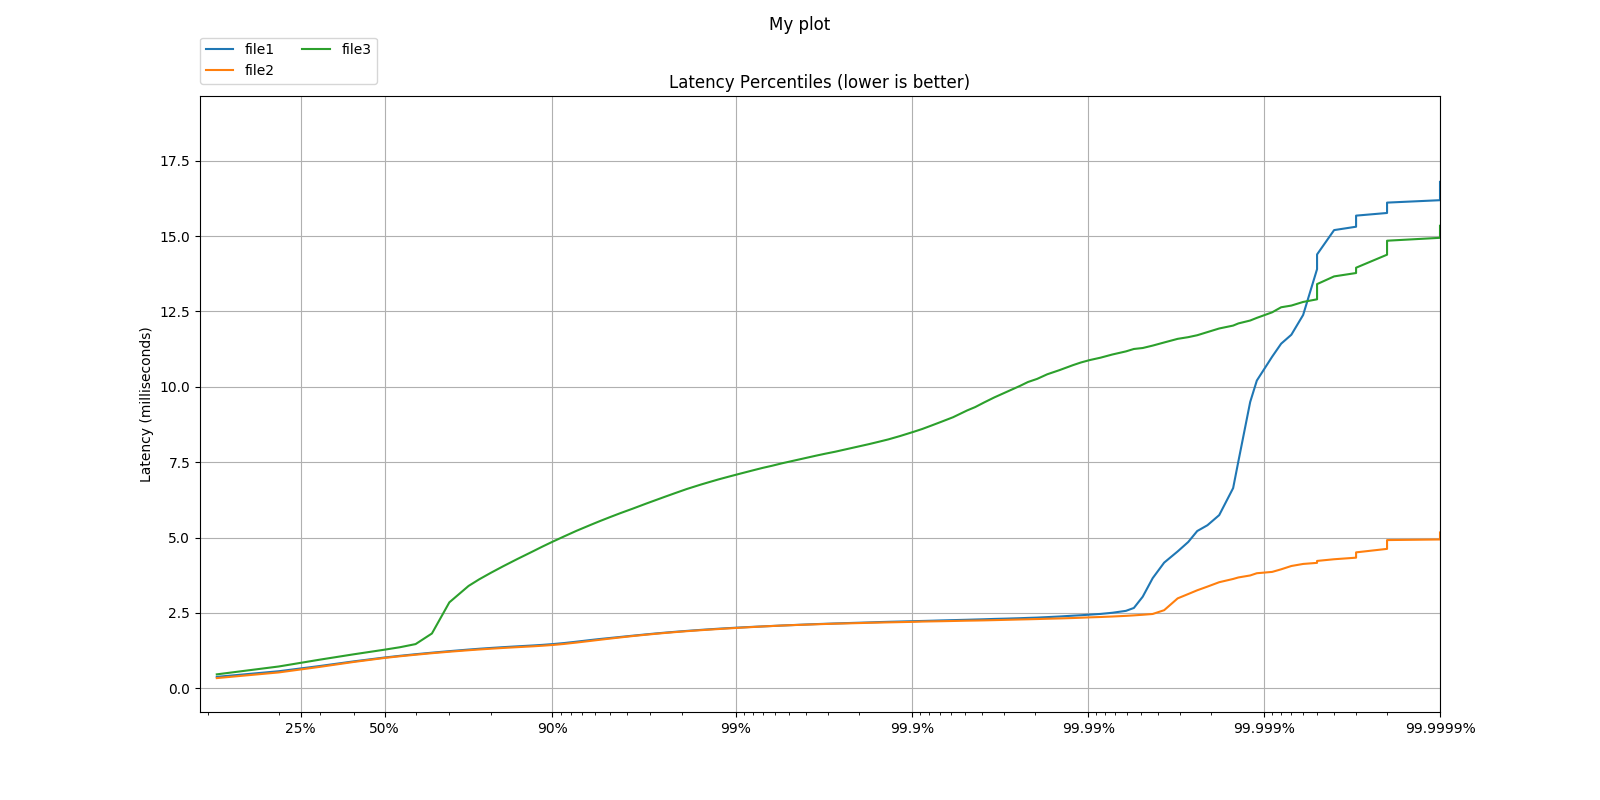 My plot
file1 file3
file2
Latency Percentiles (lower is better)
17.5
15.0
12.5
10.0
7.5
5.0
2.5
0.0
Latency (milliseconds)
25% 50% 90% 99% 99.9% 99.99% 99.999% 99.9999%